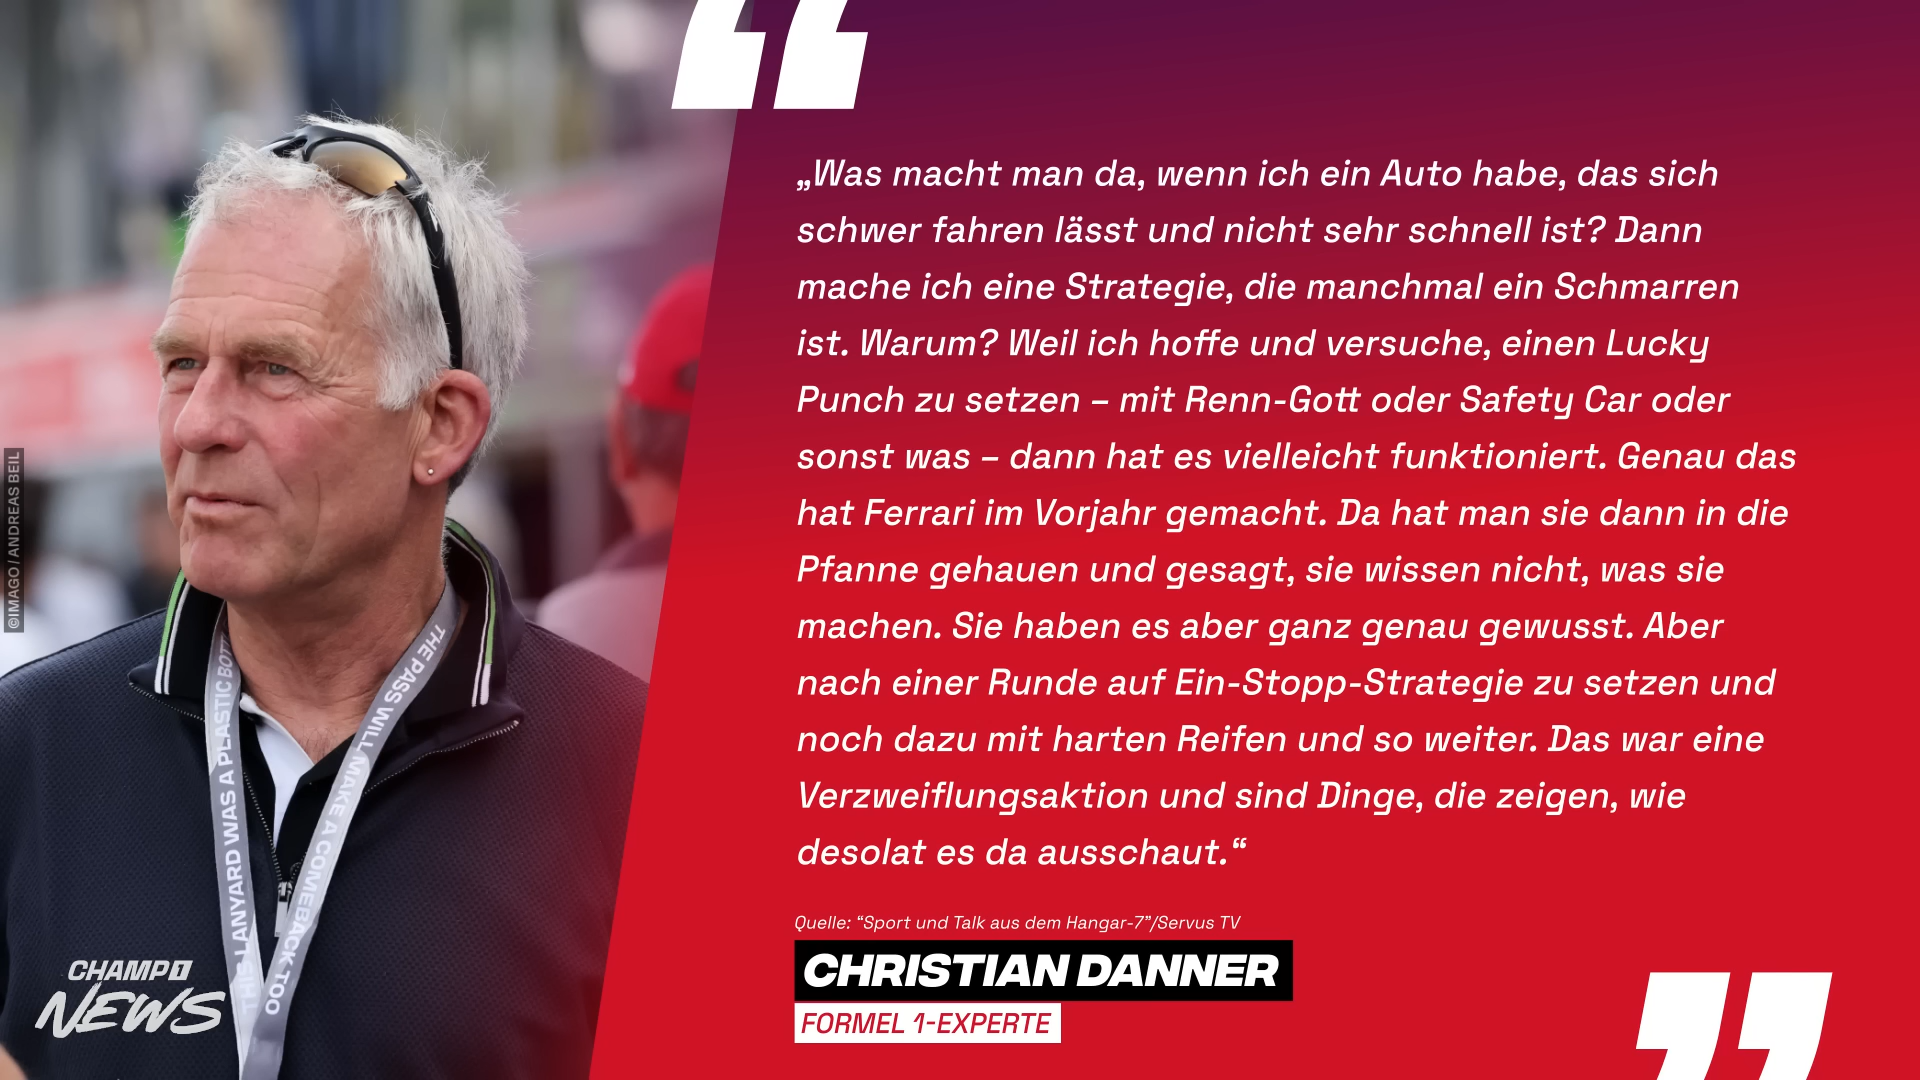 „Was macht man da, wenn ich ein Auto habe, das sich
schwer fahren lässt und nicht sehr schnell ist? Dann
mache ich eine Strategie, die manchmal ein Schmarren
ist. Warum? Weil ich hoffe und versuche, einen Lucky
Punch zu setzen – mit Renn-Gott oder Safety Car oder
sonst was – dann hat es vielleicht funktioniert. Genau das
hat Ferrari im Vorjahr gemacht. Da hat man sie dann in die
Pfanne gehauen und gesagt, sie wissen nicht, was sie
machen. Sie haben es aber ganz genau gewusst. Aber
nach einer Runde auf Ein-Stopp-Strategie zu setzen und
noch dazu mit harten Reifen und so weiter. Das war eine
Verzweiflungsaktion und sind Dinge, die zeigen, wie
desolat es da ausschaut.“
Quelle: “Sport und Talk aus dem Hangar-7”/Servus TV
CHRISTIAN DANNER
FORMEL 1-EXPERTE
©IMAGO / ANDREAS BEIL
THIS LANYARD WAS A PLASTIC BOT
THE PASS WILL MAKE A COMEBACK TOO
CHAMP1
NEWS